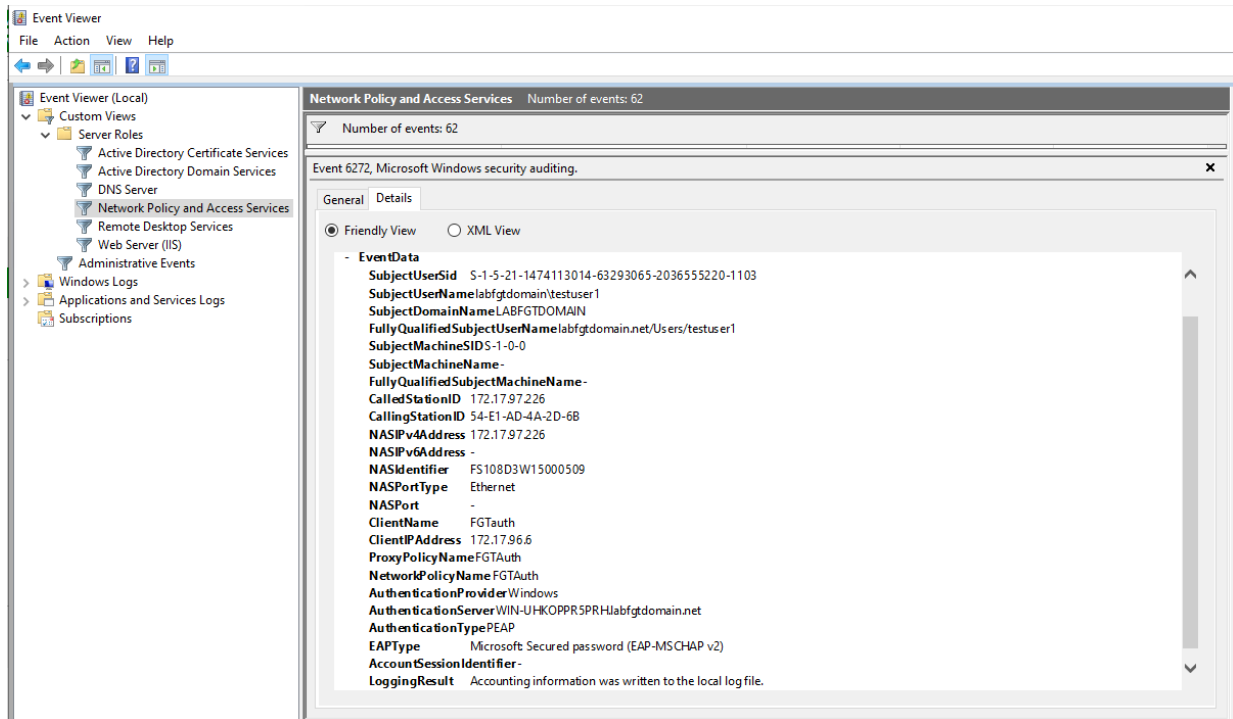 Event Viewer
File Action View Help
Event Viewer (Local)
Custom Views
Server Roles
Active Directory Certificate Services
Active Directory Domain Services
DNS Server
Network Policy and Access Services
Remote Desktop Services
Web Server (IIS)
Administrative Events
Windows Logs
Applications and Services Logs
Subscriptions
Network Policy and Access Services Number of events: 62
Number of events: 62
Event 6272, Microsoft Windows security auditing.
General Details
Friendly View XML View
- EventData
SubjectUserSid S-1-5-21-1474113014-63293065-2036555220-1103
SubjectUserName labfgtdomain\testuser1
SubjectDomainName LABFGTDOMAIN
FullyQualifiedSubjectUserName labfgtdomain.net/Users/testuser1
SubjectMachineSID S-1-0-0
SubjectMachineName -
FullyQualifiedSubjectMachineName -
CalledStationID 172.17.97.226
CallingStationID 54-E1-AD-4A-2D-6B
NASIPv4Address 172.17.97.226
NASIPv6Address -
NASIdentifier FS108D3W15000509
NASPortType Ethernet
NASPort -
ClientName FGTauth
ClientIPAddress 172.17.96.6
ProxyPolicyName FGTAuth
NetworkPolicyName FGTAuth
AuthenticationProvider Windows
AuthenticationServer WIN-UHKOPPR5PRH.labfgtdomain.net
AuthenticationType PEAP
EAPType Microsoft: Secured password (EAP-MSCHAP v2)
AccountSessionIdentifier -
LoggingResult Accounting information was written to the local log file.